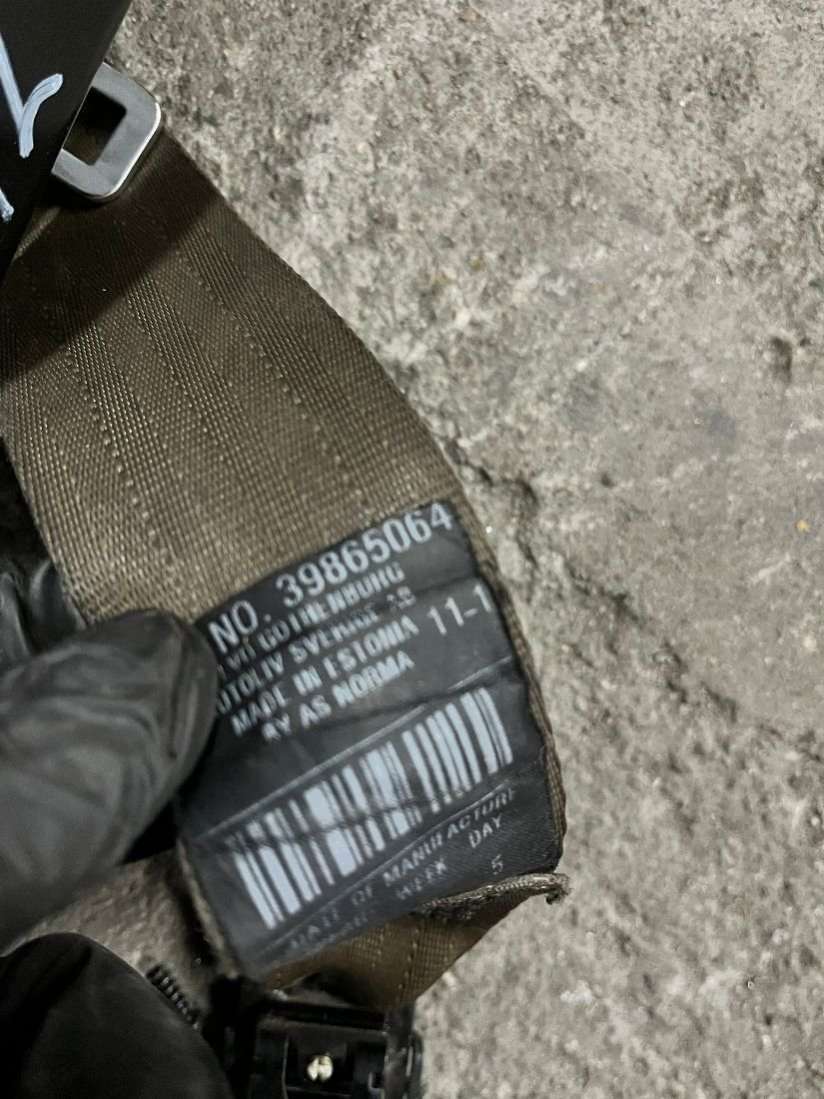 NO. 39865064
GOTHENBURG
AUTOLIV SVERIGE AB 11-1
MADE IN ESTONIA
BY AS NORMA
DATE OF MANUFACTURE
WEEK DAY
5